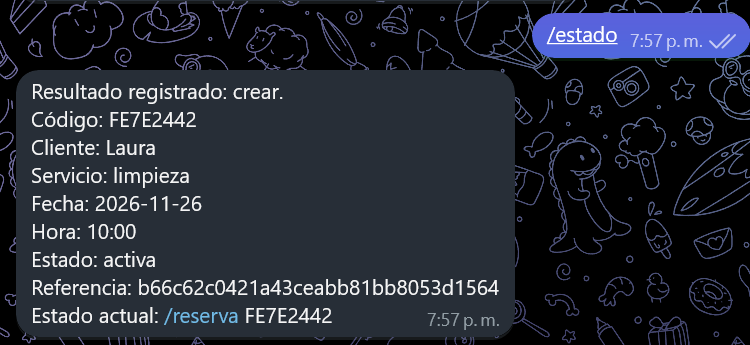 /estado 7:57 p. m.
Resultado registrado: crear.
Código: FE7E2442
Cliente: Laura
Servicio: limpieza
Fecha: 2026-11-26
Hora: 10:00
Estado: activa
Referencia: b66c62c0421a43ceabb81bb8053d1564
Estado actual: /reserva FE7E2442 7:57 p. m.